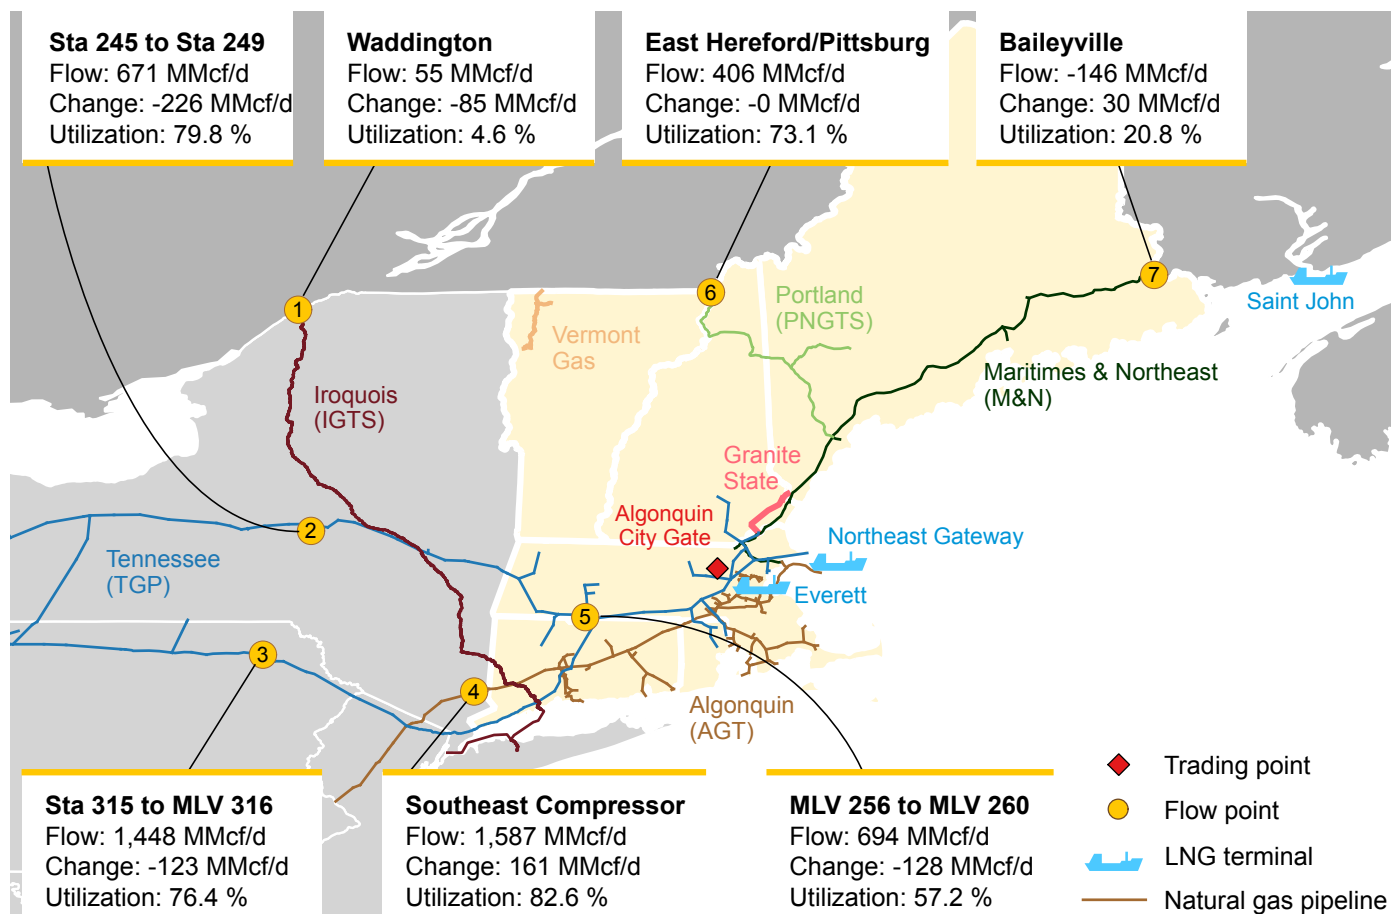 Sta 245 to Sta 249
Flow: 671 MMcf/d
Change: -226 MMcf/d
Utilization: 79.8 %
Waddington
Flow: 55 MMcf/d
Change: -85 MMcf/d
Utilization: 4.6 %
East Hereford/Pittsburg
Flow: 406 MMcf/d
Change: -0 MMcf/d
Utilization: 73.1 %
Baileyville
Flow: -146 MMcf/d
Change: 30 MMcf/d
Utilization: 20.8 %
7
6
1
Saint John
Portland
(PNGTS)
Vermont
Gas
Maritimes & Northeast
(M&N)
Iroquois
(IGTS)
Granite
State
Algonquin
City Gate
2
Northeast Gateway
Tennessee
(TGP)
Everett
5
3
4
Algonquin
(AGT)
Sta 315 to MLV 316
Flow: 1,448 MMcf/d
Change: -123 MMcf/d
Utilization: 76.4 %
Southeast Compressor
Flow: 1,587 MMcf/d
Change: 161 MMcf/d
Utilization: 82.6 %
MLV 256 to MLV 260
Flow: 694 MMcf/d
Change: -128 MMcf/d
Utilization: 57.2 %
Trading point
Flow point
LNG terminal
Natural gas pipeline